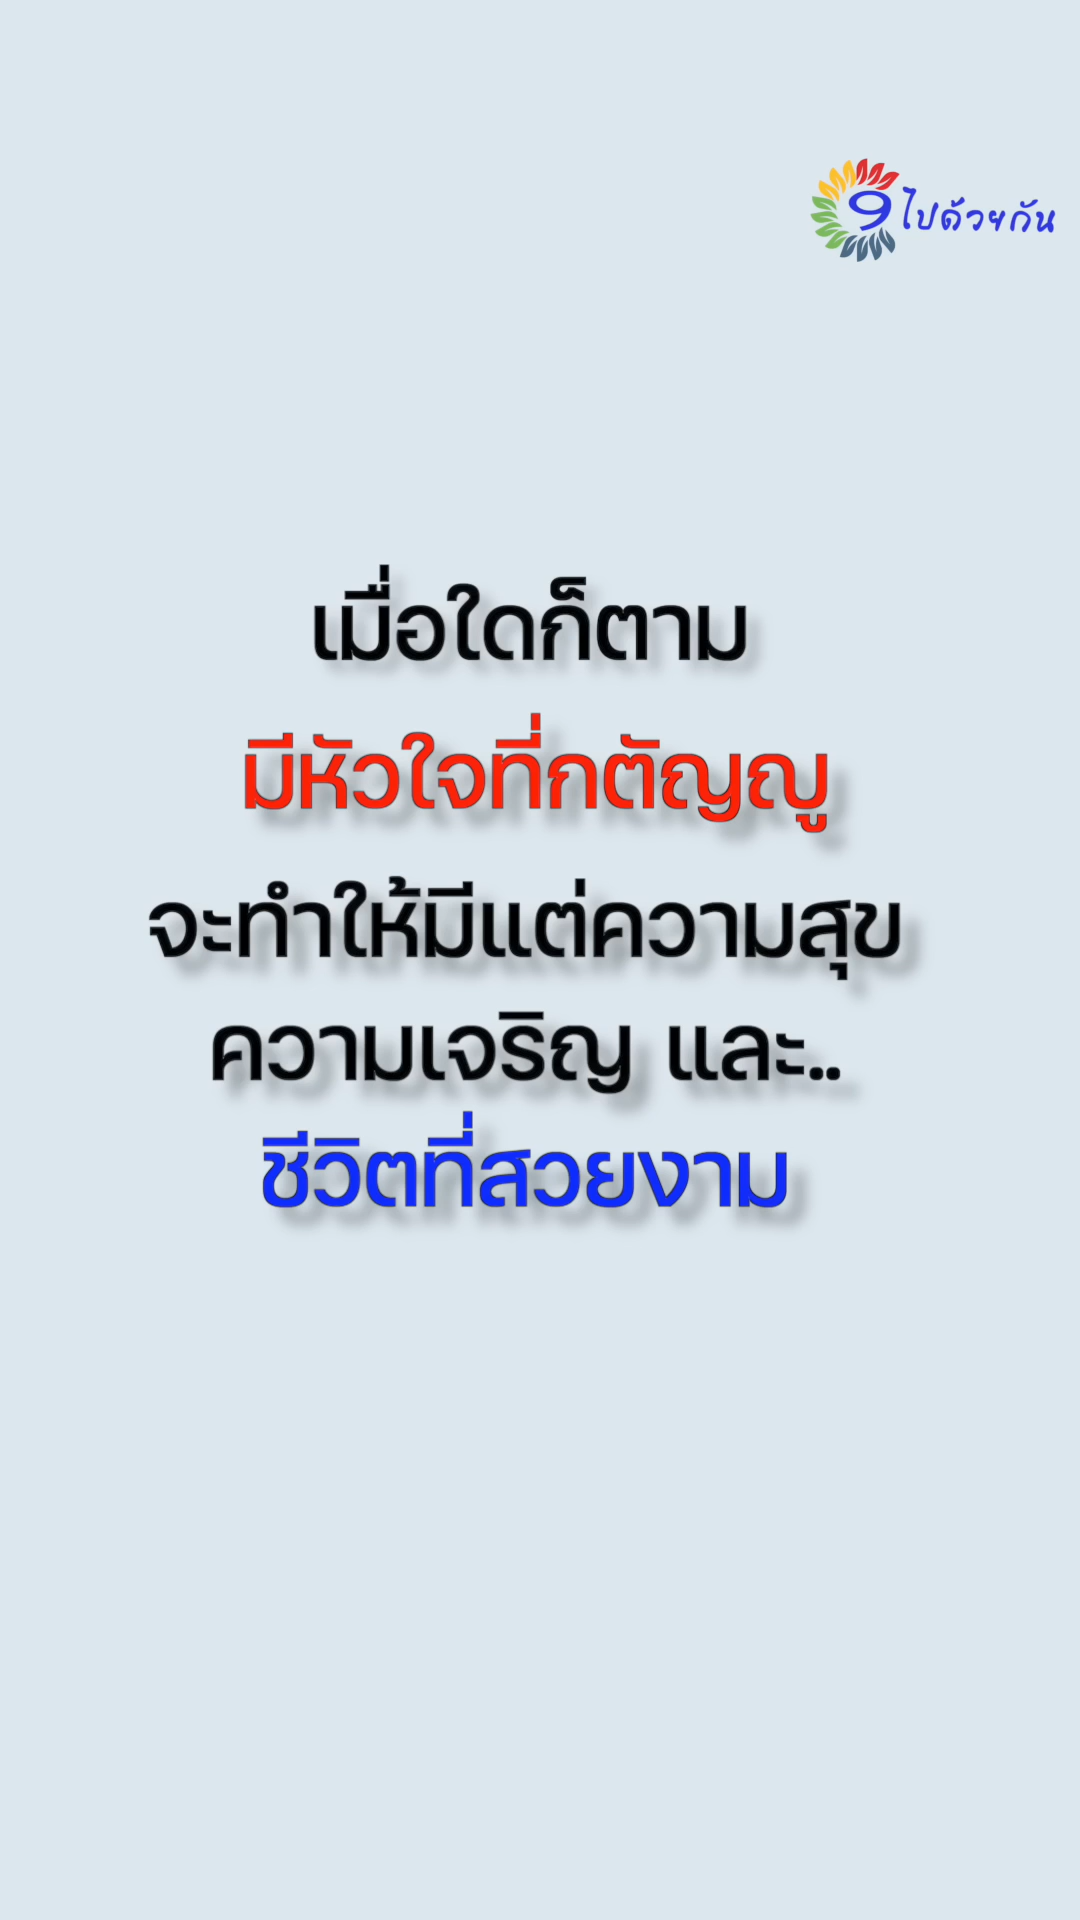 9 ไปด้วยกัน
เมื่อใดก็ตาม
มีหัวใจที่กตัญญู
จะทำให้มีแต่ความสุข
ความเจริญ และ..
ชีวิตที่สวยงาม